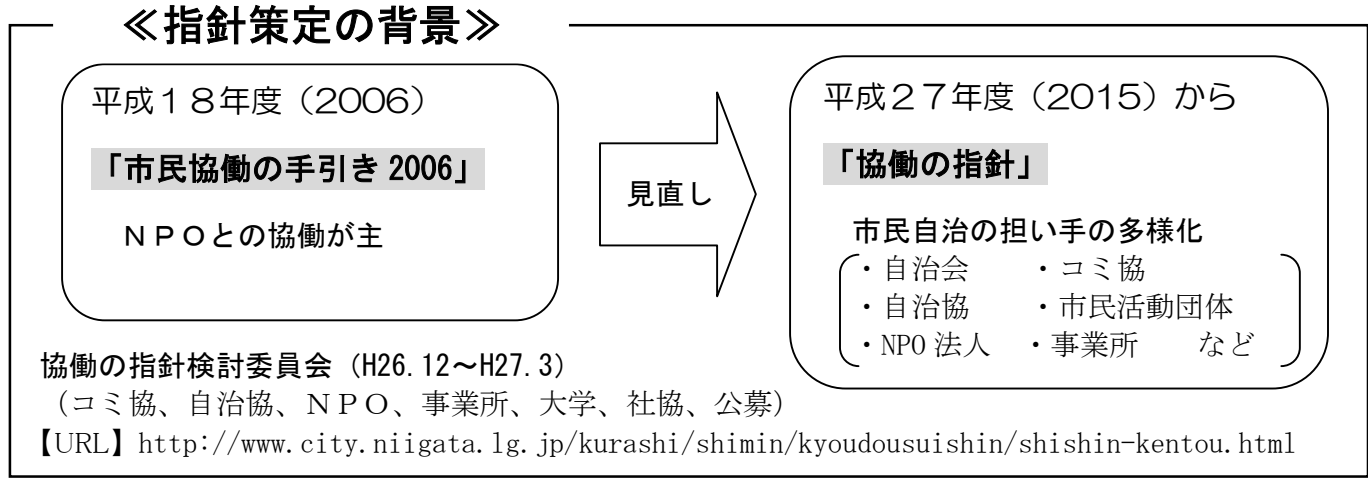 ≪指針策定の背景≫
平成１８年度（2006）
「市民協働の手引き 2006」
ＮＰＯとの協働が主
見直し
平成２７年度（2015）から
「協働の指針」
市民自治の担い手の多様化
・自治会　・コミ協
・自治協　・市民活動団体
・NPO 法人　・事業所　など
協働の指針検討委員会（H26.12～H27.3）
（コミ協、自治協、ＮＰＯ、事業所、大学、社協、公募）
【URL】http://www.city.niigata.lg.jp/kurashi/shimin/kyoudousuishin/shishin-kentou.html